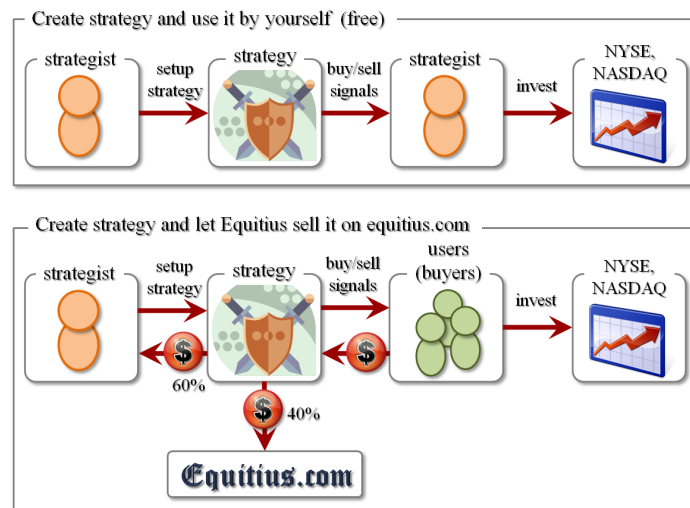 Create strategy and use it by yourself (free)
strategist
setup
strategy
strategy
buy/sell
signals
strategist
invest
NYSE,
NASDAQ
Create strategy and let Equitius sell it on equitius.com
strategist
setup
strategy
strategy
buy/sell
signals
users
(buyers)
invest
NYSE,
NASDAQ
$
60%
$
$
40%
Equitius.com